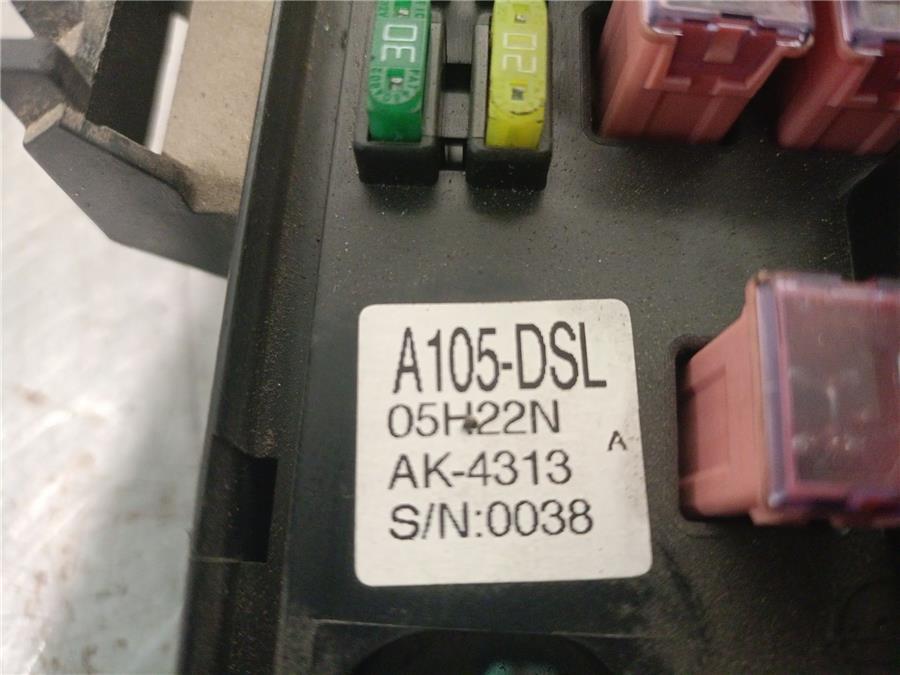 30
20
A105-DSL
05H22N
A
AK-4313
S/N:0038